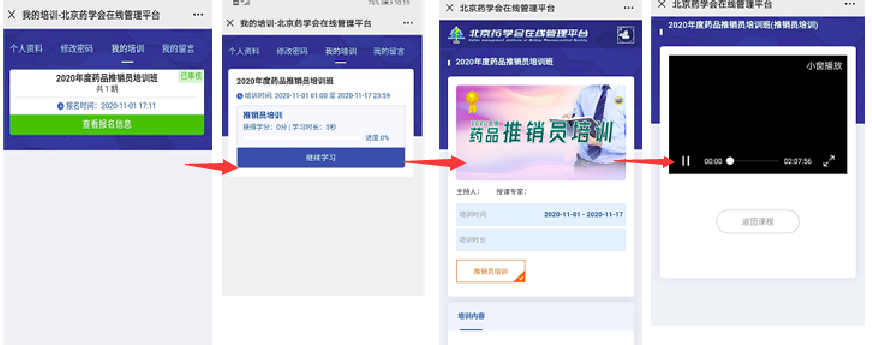 我的培训-北京药学会在线管理平台
个人资料 修改密码 我的培训 我的留言
2020年度药品推销员培训班 已审核
共1期
报名时间：2020-11-01 17:11
查看报名信息
我的培训-北京药学会在线管理平台
个人资料 修改密码 我的培训 我的留言
2020年度药品推销员培训班
培训时间：2020-11-01 01:00 至 2020-11-17 23:59
推销员培训
获得学分：0分 | 学习时长：5秒
进度:0%
继续学习
北京药学会在线管理平台
北京药学会在线管理平台
2020年度药品推销员培训班
药品推销员培训
主持人： 授课专家：
培训时间 2020-11-01 - 2020-11-17
培训时长
推销员培训
培训内容
北京药学会在线管理平台
2020年度药品推销员培训班(推销员培训)
小窗播放
00:00 02:07:56
返回课程